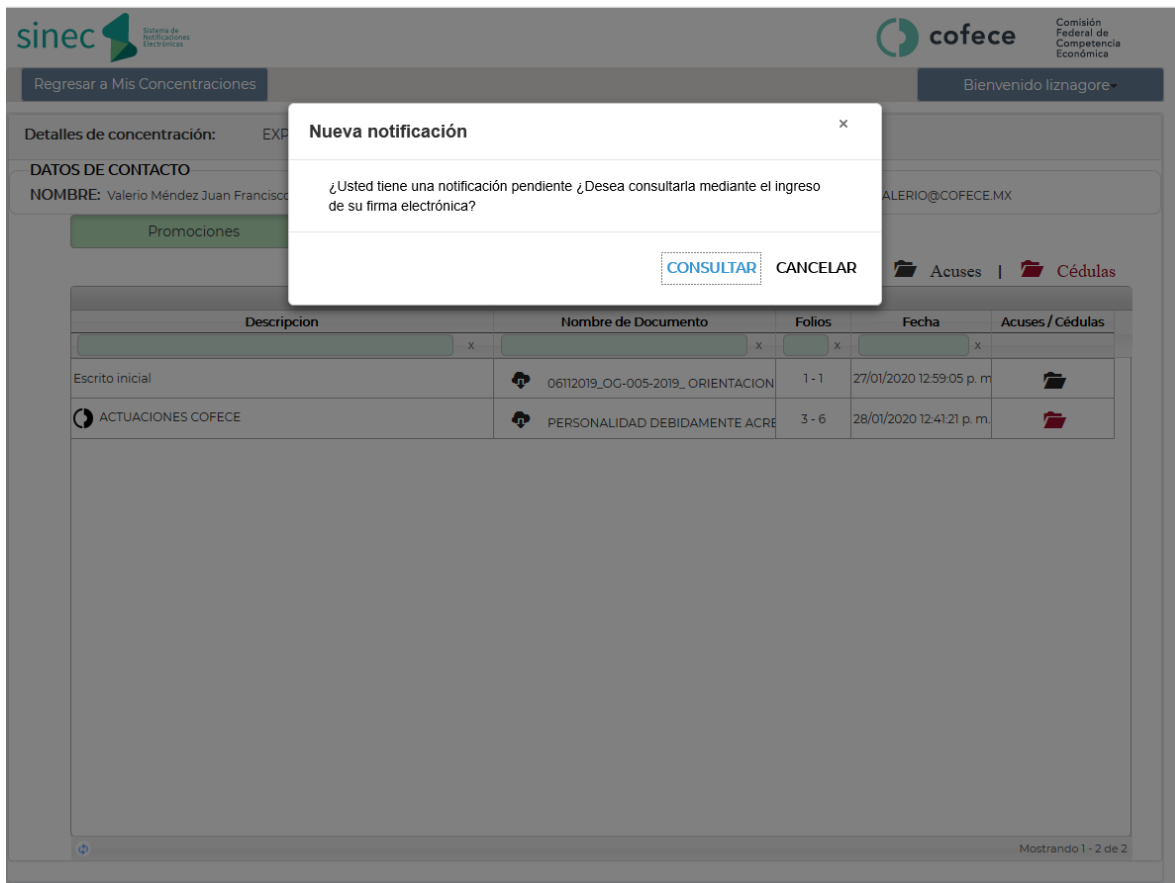 sinec
Sistema de
Notificaciones
Electrónicas
cofece
Comisión
Federal de
Competencia
Económica
Regresar a Mis Concentraciones
Bienvenido liznagore
Detalles de concentración: EXP
Nueva notificación
×
¿Usted tiene una notificación pendiente ¿Desea consultarla mediante el ingreso
de su firma electrónica?
CONSULTAR CANCELAR
DATOS DE CONTACTO
NOMBRE: Valerio Méndez Juan Francisco
ALERIO@COFECE.MX
Promociones
Acuses | Cédulas
Descripcion Nombre de Documento Folios Fecha Acuses / Cédulas
x x x x
Escrito inicial 06112019_OG-005-2019_ ORIENTACION 1 - 1 27/01/2020 12:59:05 p. m
ACTUACIONES COFECE PERSONALIDAD DEBIDAMENTE ACRE 3 - 6 28/01/2020 12:41:21 p. m.
Mostrando 1 - 2 de 2